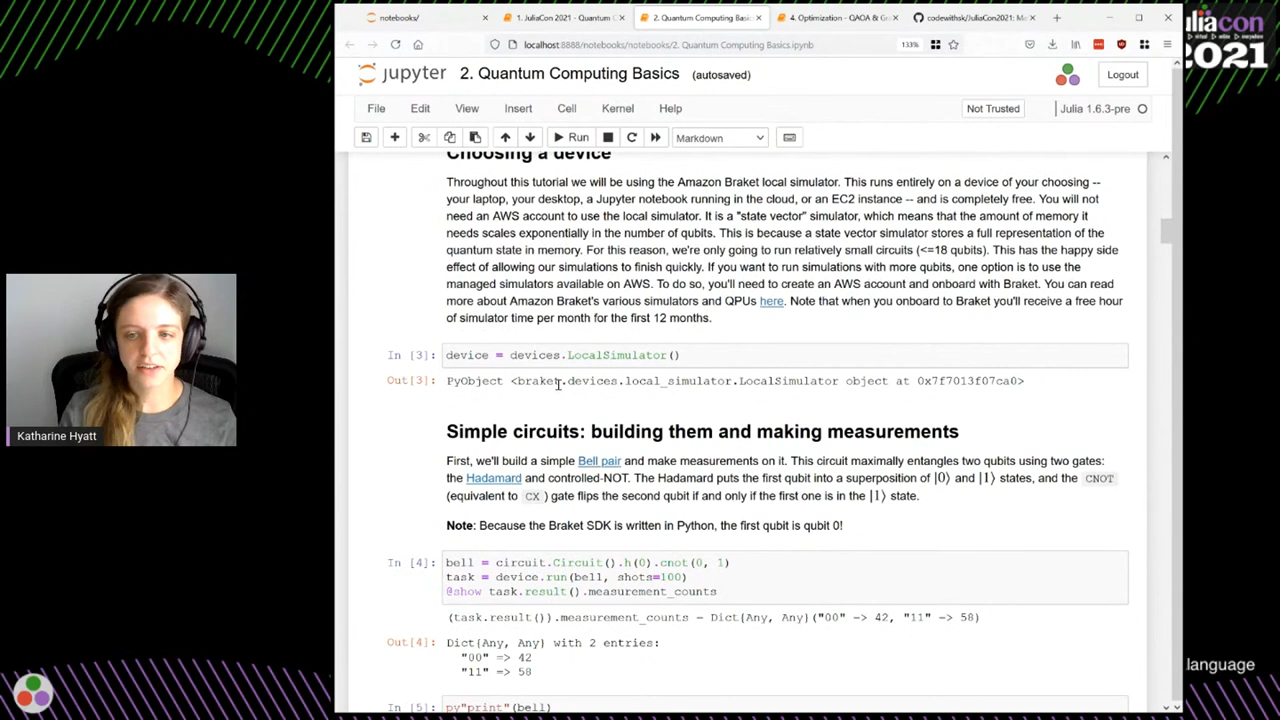 notebooks/
1. JuliaCon 2021 - Quantum C
2. Quantum Computing Basic
4. Optimization - QAOA & Gr
codewithsk/JuliaCon2021: Ma
localhost:8888/notebooks/notebooks/2. Quantum Computing Basics.ipynb
133%
juliacon
2021
jupyter
2. Quantum Computing Basics
(autosaved)
Logout
File
Edit
View
Insert
Cell
Kernel
Help
Not Trusted
Julia 1.6.3-pre
Run
Markdown
Choosing a device
Throughout this tutorial we will be using the Amazon Braket local simulator. This runs entirely on a device of your choosing --
your laptop, your desktop, a Jupyter notebook running in the cloud, or an EC2 instance -- and is completely free. You will not
need an AWS account to use the local simulator. It is a "state vector" simulator, which means that the amount of memory it
needs scales exponentially in the number of qubits. This is because a state vector simulator stores a full representation of the
quantum state in memory. For this reason, we're only going to run relatively small circuits (<=18 qubits). This has the happy side
effect of allowing our simulations to finish quickly. If you want to run simulations with more qubits, one option is to use the
managed simulators available on AWS. To do so, you'll need to create an AWS account and onboard with Braket. You can read
more about Amazon Braket's various simulators and QPUs here. Note that when you onboard to Braket you'll receive a free hour
of simulator time per month for the first 12 months.
In [3]: device = devices.LocalSimulator()
Out[3]: PyObject <braket.devices.local_simulator.LocalSimulator object at 0x7f7013f07ca0>
Simple circuits: building them and making measurements
First, we'll build a simple Bell pair and make measurements on it. This circuit maximally entangles two qubits using two gates:
the Hadamard and controlled-NOT. The Hadamard puts the first qubit into a superposition of |0⟩ and |1⟩ states, and the CNOT
(equivalent to CX ) gate flips the second qubit if and only if the first one is in the |1⟩ state.
Note: Because the Braket SDK is written in Python, the first qubit is qubit 0!
In [4]: bell = circuit.Circuit().h(0).cnot(0, 1)
task = device.run(bell, shots=100)
@show task.result().measurement_counts
(task.result()).measurement_counts = Dict{Any, Any}("00" => 42, "11" => 58)
Out[4]: Dict{Any, Any} with 2 entries:
"00" => 42
"11" => 58
In [5]: py"print"(bell)
Katharine Hyatt
language